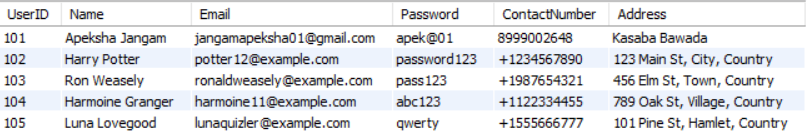 UserID Name Email Password ContactNumber Address
101 Apeksha Jangam jangamapeksha01@gmail.com apek@01 8999002648 Kasaba Bawada
102 Harry Potter potter12@example.com password123 +1234567890 123 Main St, City, Country
103 Ron Weasely ronaldweasely@example.com pass123 +1987654321 456 Elm St, Town, Country
104 Harmoine Granger harmoine11@example.com abc123 +1122334455 789 Oak St, Village, Country
105 Luna Lovegood lunaquizler@example.com qwerty +1555666777 101 Pine St, Hamlet, Country